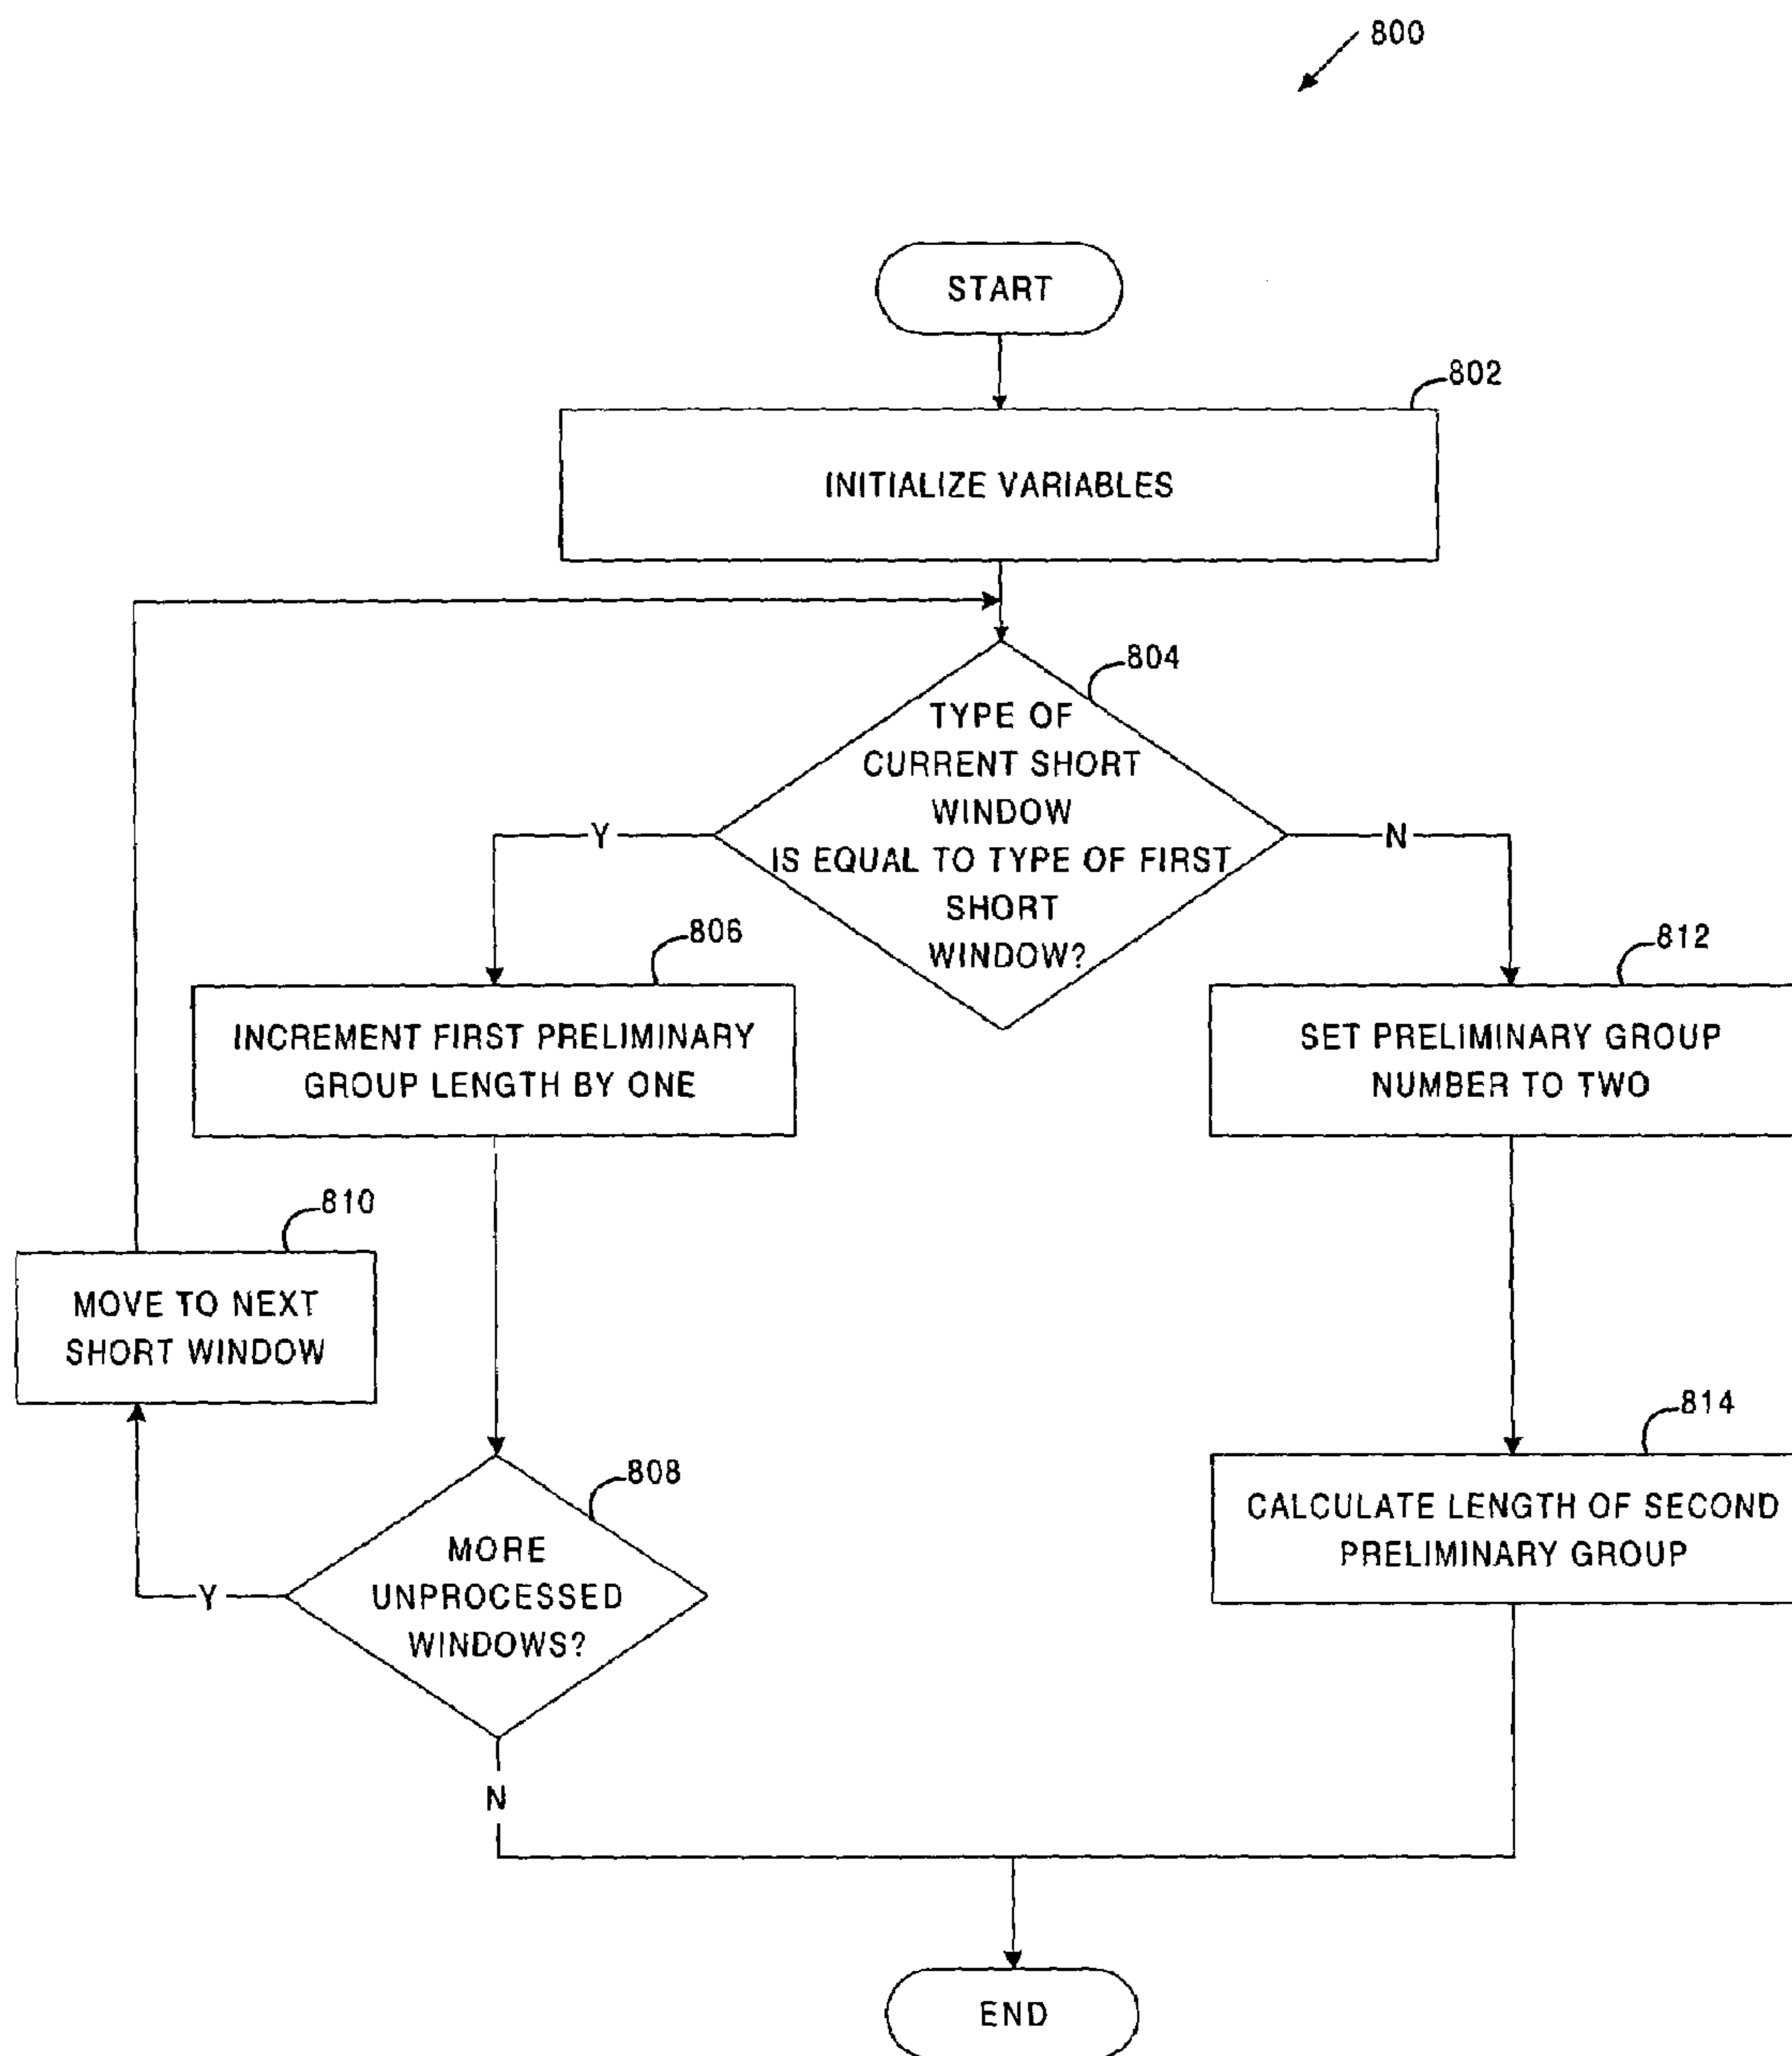 800
START
802
INITIALIZE VARIABLES
804
TYPE OF
CURRENT SHORT
WINDOW
IS EQUAL TO TYPE OF FIRST
SHORT
WINDOW?
Y
N
806
INCREMENT FIRST PRELIMINARY
GROUP LENGTH BY ONE
812
SET PRELIMINARY GROUP
NUMBER TO TWO
810
MOVE TO NEXT
SHORT WINDOW
808
MORE
UNPROCESSED
WINDOWS?
Y
N
814
CALCULATE LENGTH OF SECOND
PRELIMINARY GROUP
END